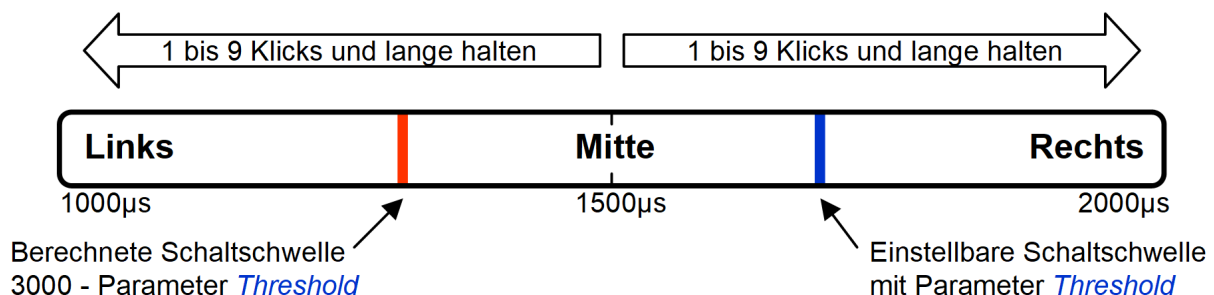 1 bis 9 Klicks und lange halten
1 bis 9 Klicks und lange halten
Links
Mitte
Rechts
1000µs
1500µs
2000µs
Berechnete Schaltschwelle
3000 - Parameter Threshold
Einstellbare Schaltschwelle
mit Parameter Threshold